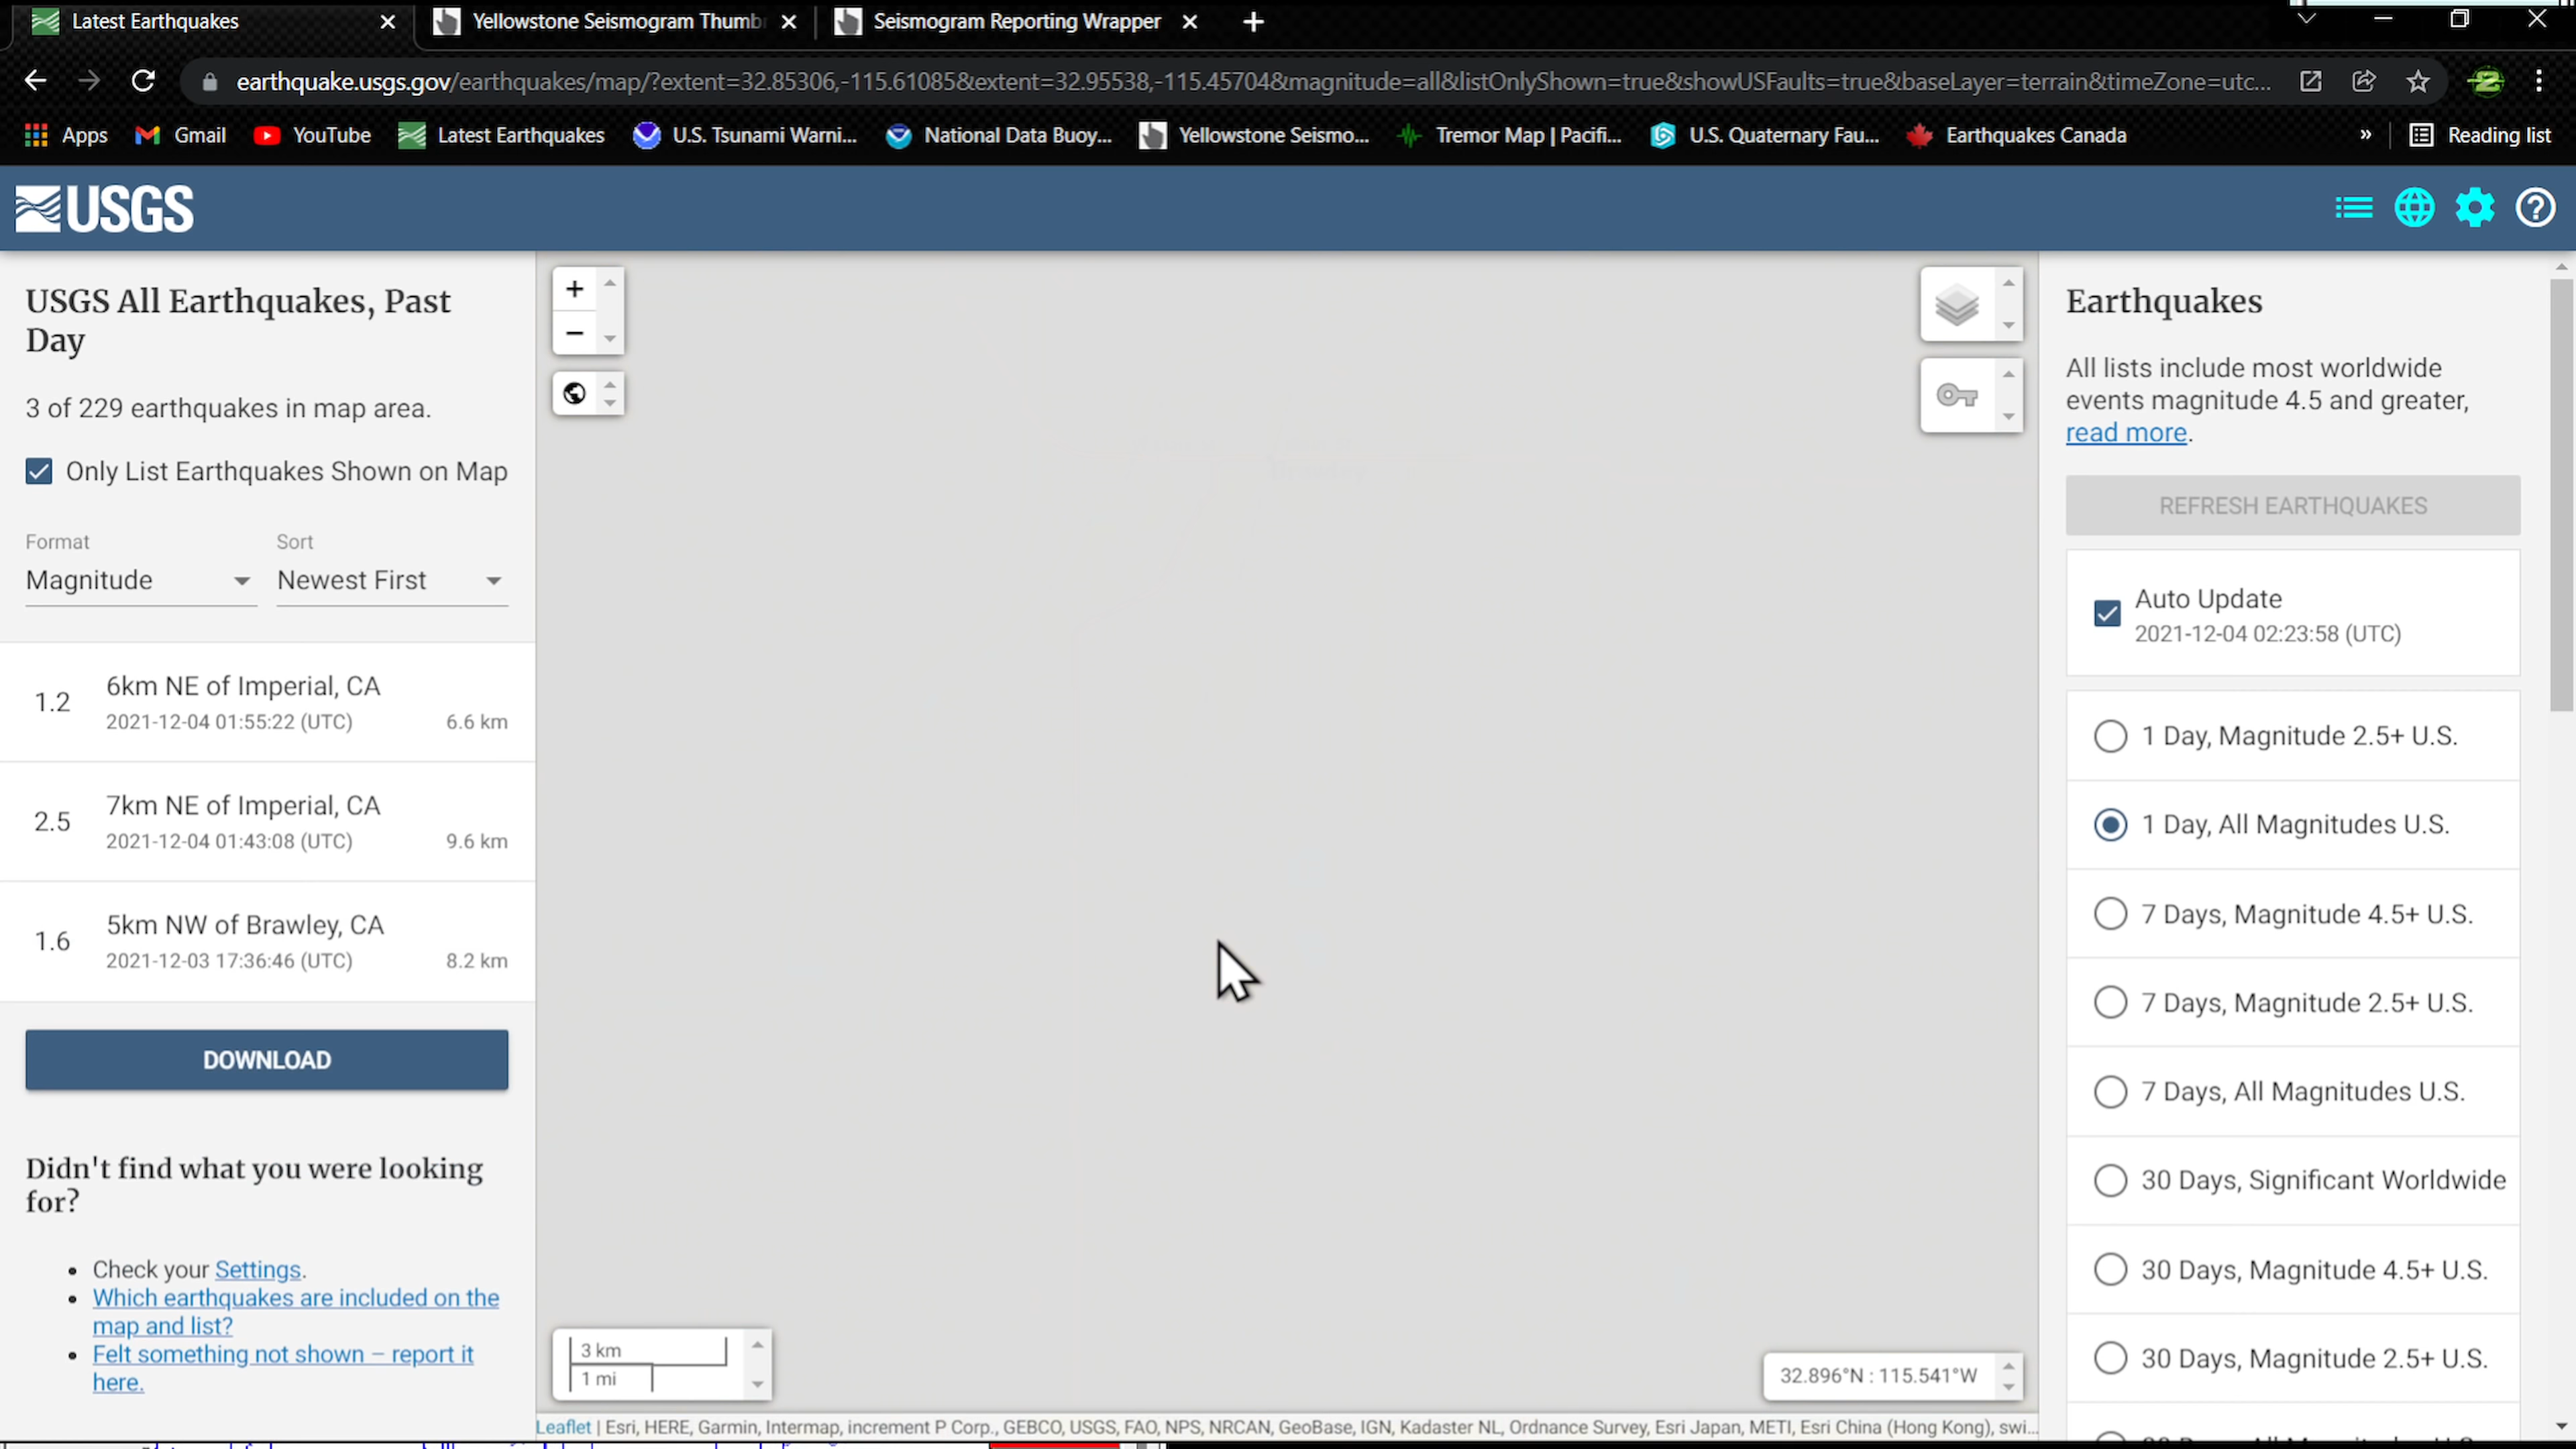 Latest Earthquakes
Yellowstone Seismogram Thumb
Seismogram Reporting Wrapper
earthquake.usgs.gov/earthquakes/map/?extent=32.85306,-115.61085&extent=32.95538,-115.45704&magnitude=all&listOnlyShown=true&showUSFaults=true&baseLayer=terrain&timeZone=utc...
Apps Gmail YouTube Latest Earthquakes U.S. Tsunami Warni... National Data Buoy... Yellowstone Seismo... Tremor Map | Pacifi... U.S. Quaternary Fau... Earthquakes Canada » Reading list
USGS
USGS All Earthquakes, Past
Day
3 of 229 earthquakes in map area.
Only List Earthquakes Shown on Map
Format Sort
Magnitude Newest First
1.2 6km NE of Imperial, CA
2021-12-04 01:55:22 (UTC) 6.6 km
2.5 7km NE of Imperial, CA
2021-12-04 01:43:08 (UTC) 9.6 km
1.6 5km NW of Brawley, CA
2021-12-03 17:36:46 (UTC) 8.2 km
DOWNLOAD
Didn't find what you were looking
for?
Check your Settings.
Which earthquakes are included on the
map and list?
Felt something not shown – report it
here.
+
−
3 km
1 mi
32.896°N : 115.541°W
Leaflet | Esri, HERE, Garmin, Intermap, increment P Corp., GEBCO, USGS, FAO, NPS, NRCAN, GeoBase, IGN, Kadaster NL, Ordnance Survey, Esri Japan, METI, Esri China (Hong Kong), swi...
Earthquakes
All lists include most worldwide
events magnitude 4.5 and greater,
read more.
REFRESH EARTHQUAKES
Auto Update
2021-12-04 02:23:58 (UTC)
1 Day, Magnitude 2.5+ U.S.
1 Day, All Magnitudes U.S.
7 Days, Magnitude 4.5+ U.S.
7 Days, Magnitude 2.5+ U.S.
7 Days, All Magnitudes U.S.
30 Days, Significant Worldwide
30 Days, Magnitude 4.5+ U.S.
30 Days, Magnitude 2.5+ U.S.